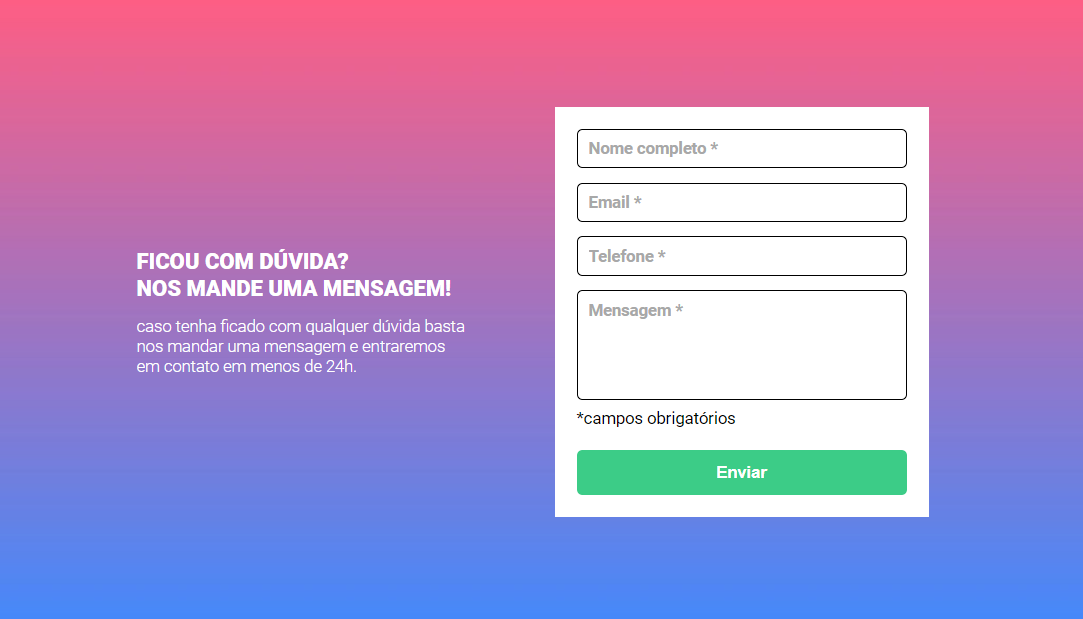 FICOU COM DÚVIDA?
NOS MANDE UMA MENSAGEM!
caso tenha ficado com qualquer dúvida basta
nos mandar uma mensagem e entraremos
em contato em menos de 24h.
Nome completo *
Email *
Telefone *
Mensagem *
*campos obrigatórios
Enviar